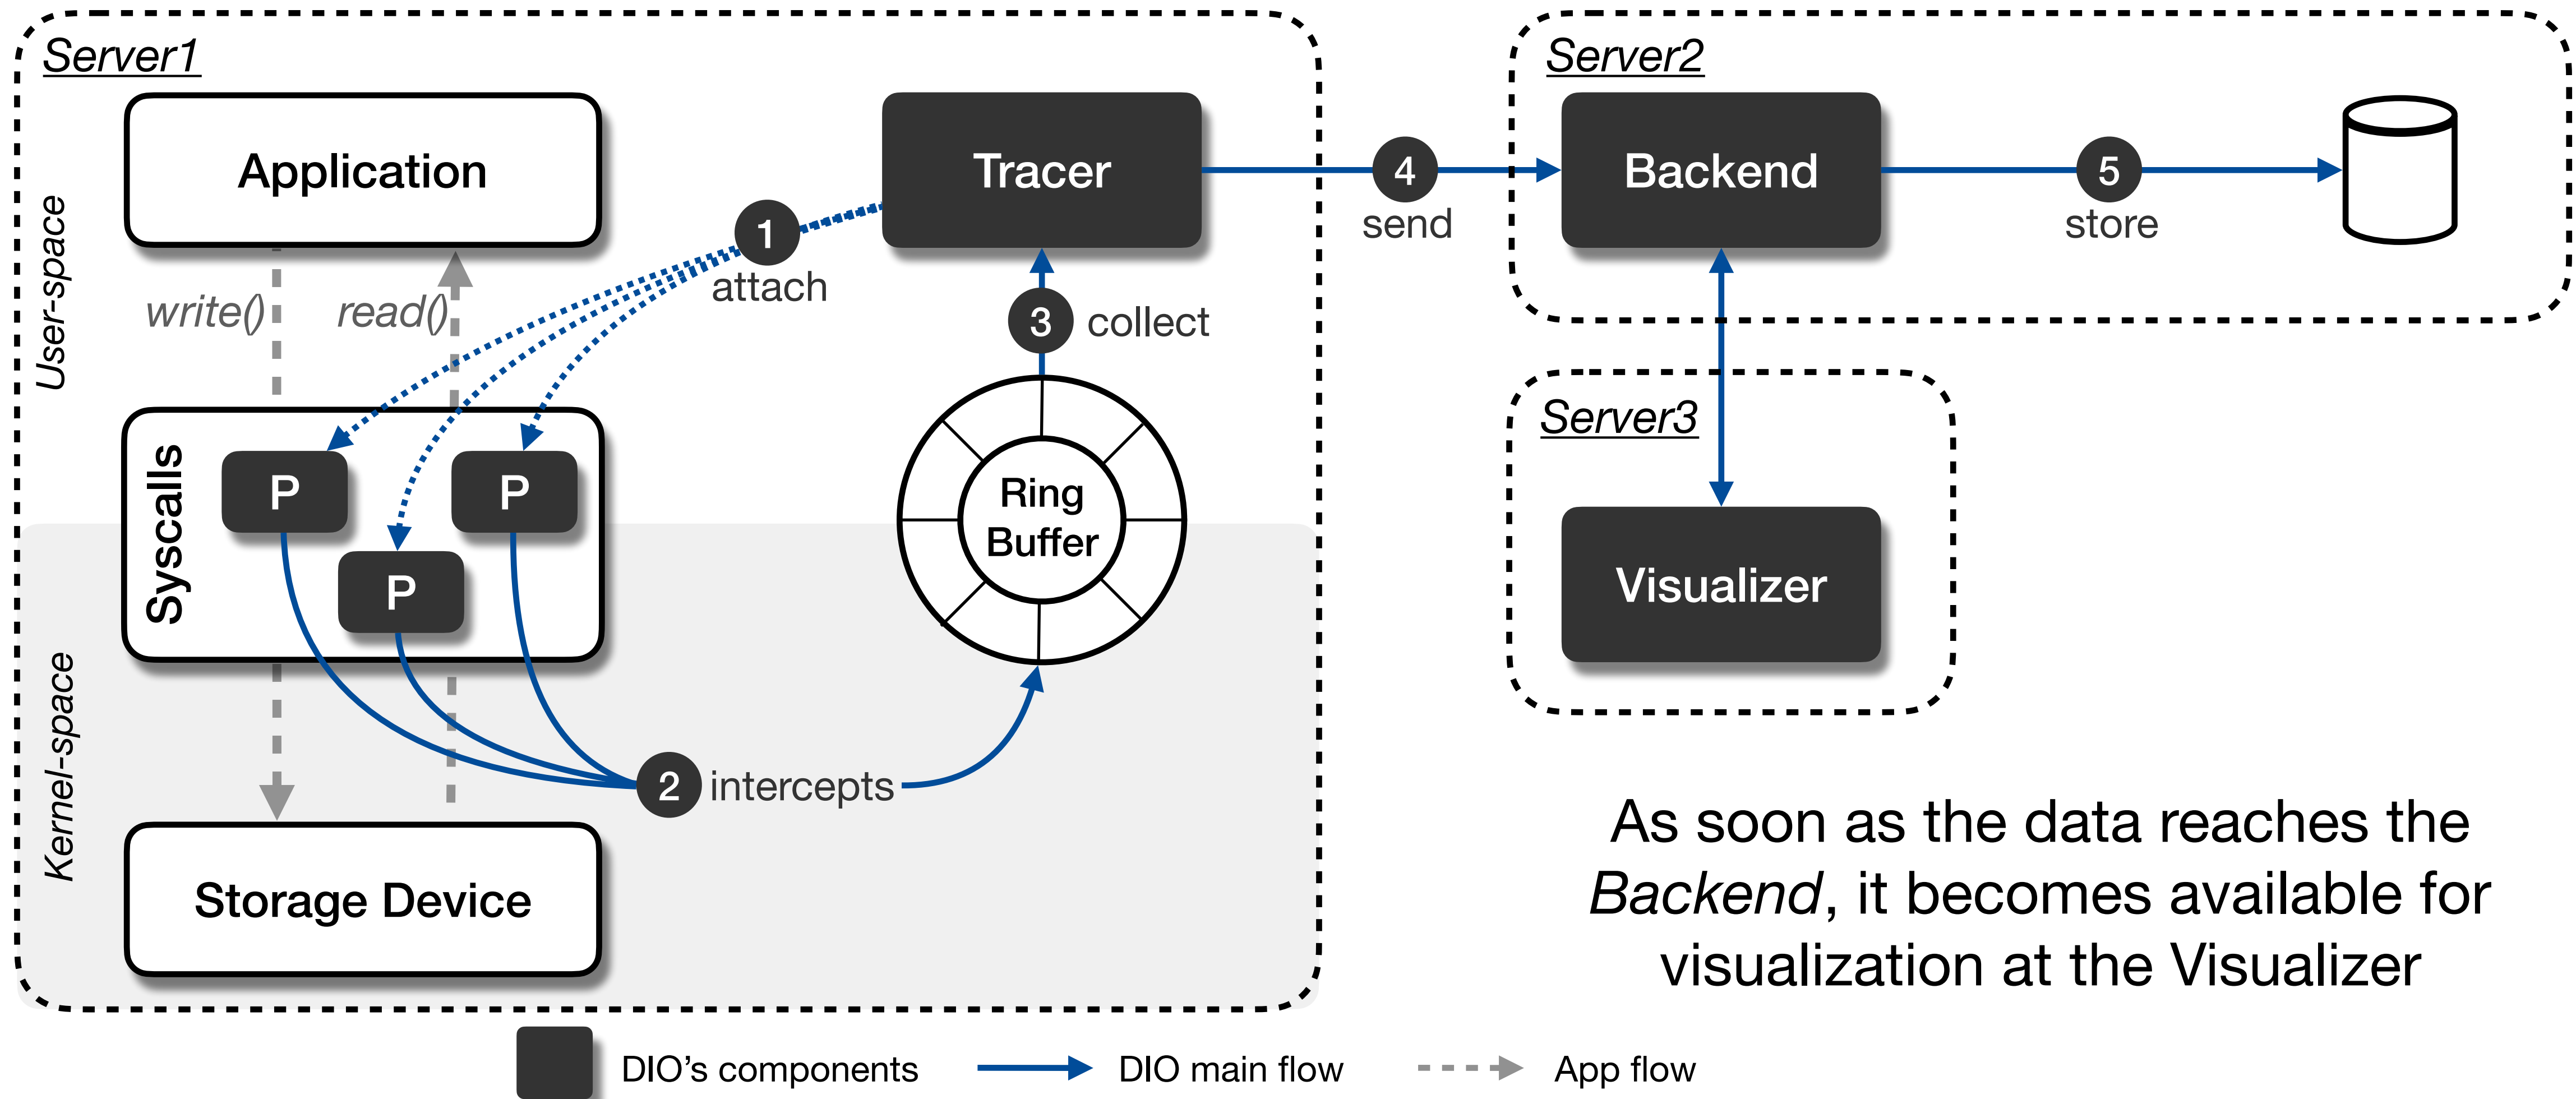 Server1
Application
User-space
write()
read()
1
attach
Tracer
3
collect
Syscalls
P
P
P
Ring
Buffer
Kernel-space
2
intercepts
Storage Device
4
send
Server2
Backend
5
store
Server3
Visualizer
As soon as the data reaches the
Backend, it becomes available for
visualization at the Visualizer
DIO's components
DIO main flow
App flow